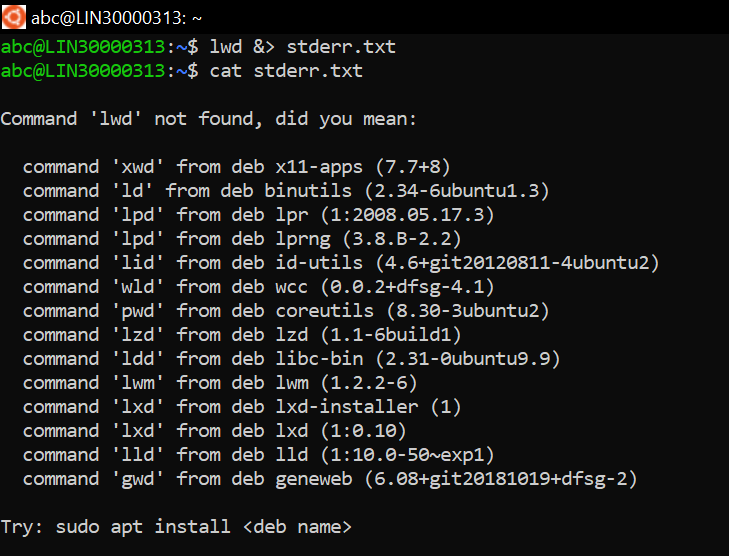 abc@LIN30000313: ~
abc@LIN30000313:~$ lwd &> stderr.txt
abc@LIN30000313:~$ cat stderr.txt
Command 'lwd' not found, did you mean:
command 'xwd' from deb x11-apps (7.7+8)
command 'ld' from deb binutils (2.34-6ubuntu1.3)
command 'lpd' from deb lpr (1:2008.05.17.3)
command 'lpd' from deb lprng (3.8.B-2.2)
command 'lid' from deb id-utils (4.6+git20120811-4ubuntu2)
command 'wld' from deb wcc (0.0.2+dfsg-4.1)
command 'pwd' from deb coreutils (8.30-3ubuntu2)
command 'lzd' from deb lzd (1.1-6build1)
command 'ldd' from deb libc-bin (2.31-0ubuntu9.9)
command 'lwm' from deb lwm (1.2.2-6)
command 'lxd' from deb lxd-installer (1)
command 'lxd' from deb lxd (1:0.10)
command 'lld' from deb lld (1:10.0-50~exp1)
command 'gwd' from deb geneweb (6.08+git20181019+dfsg-2)
Try: sudo apt install <deb name>